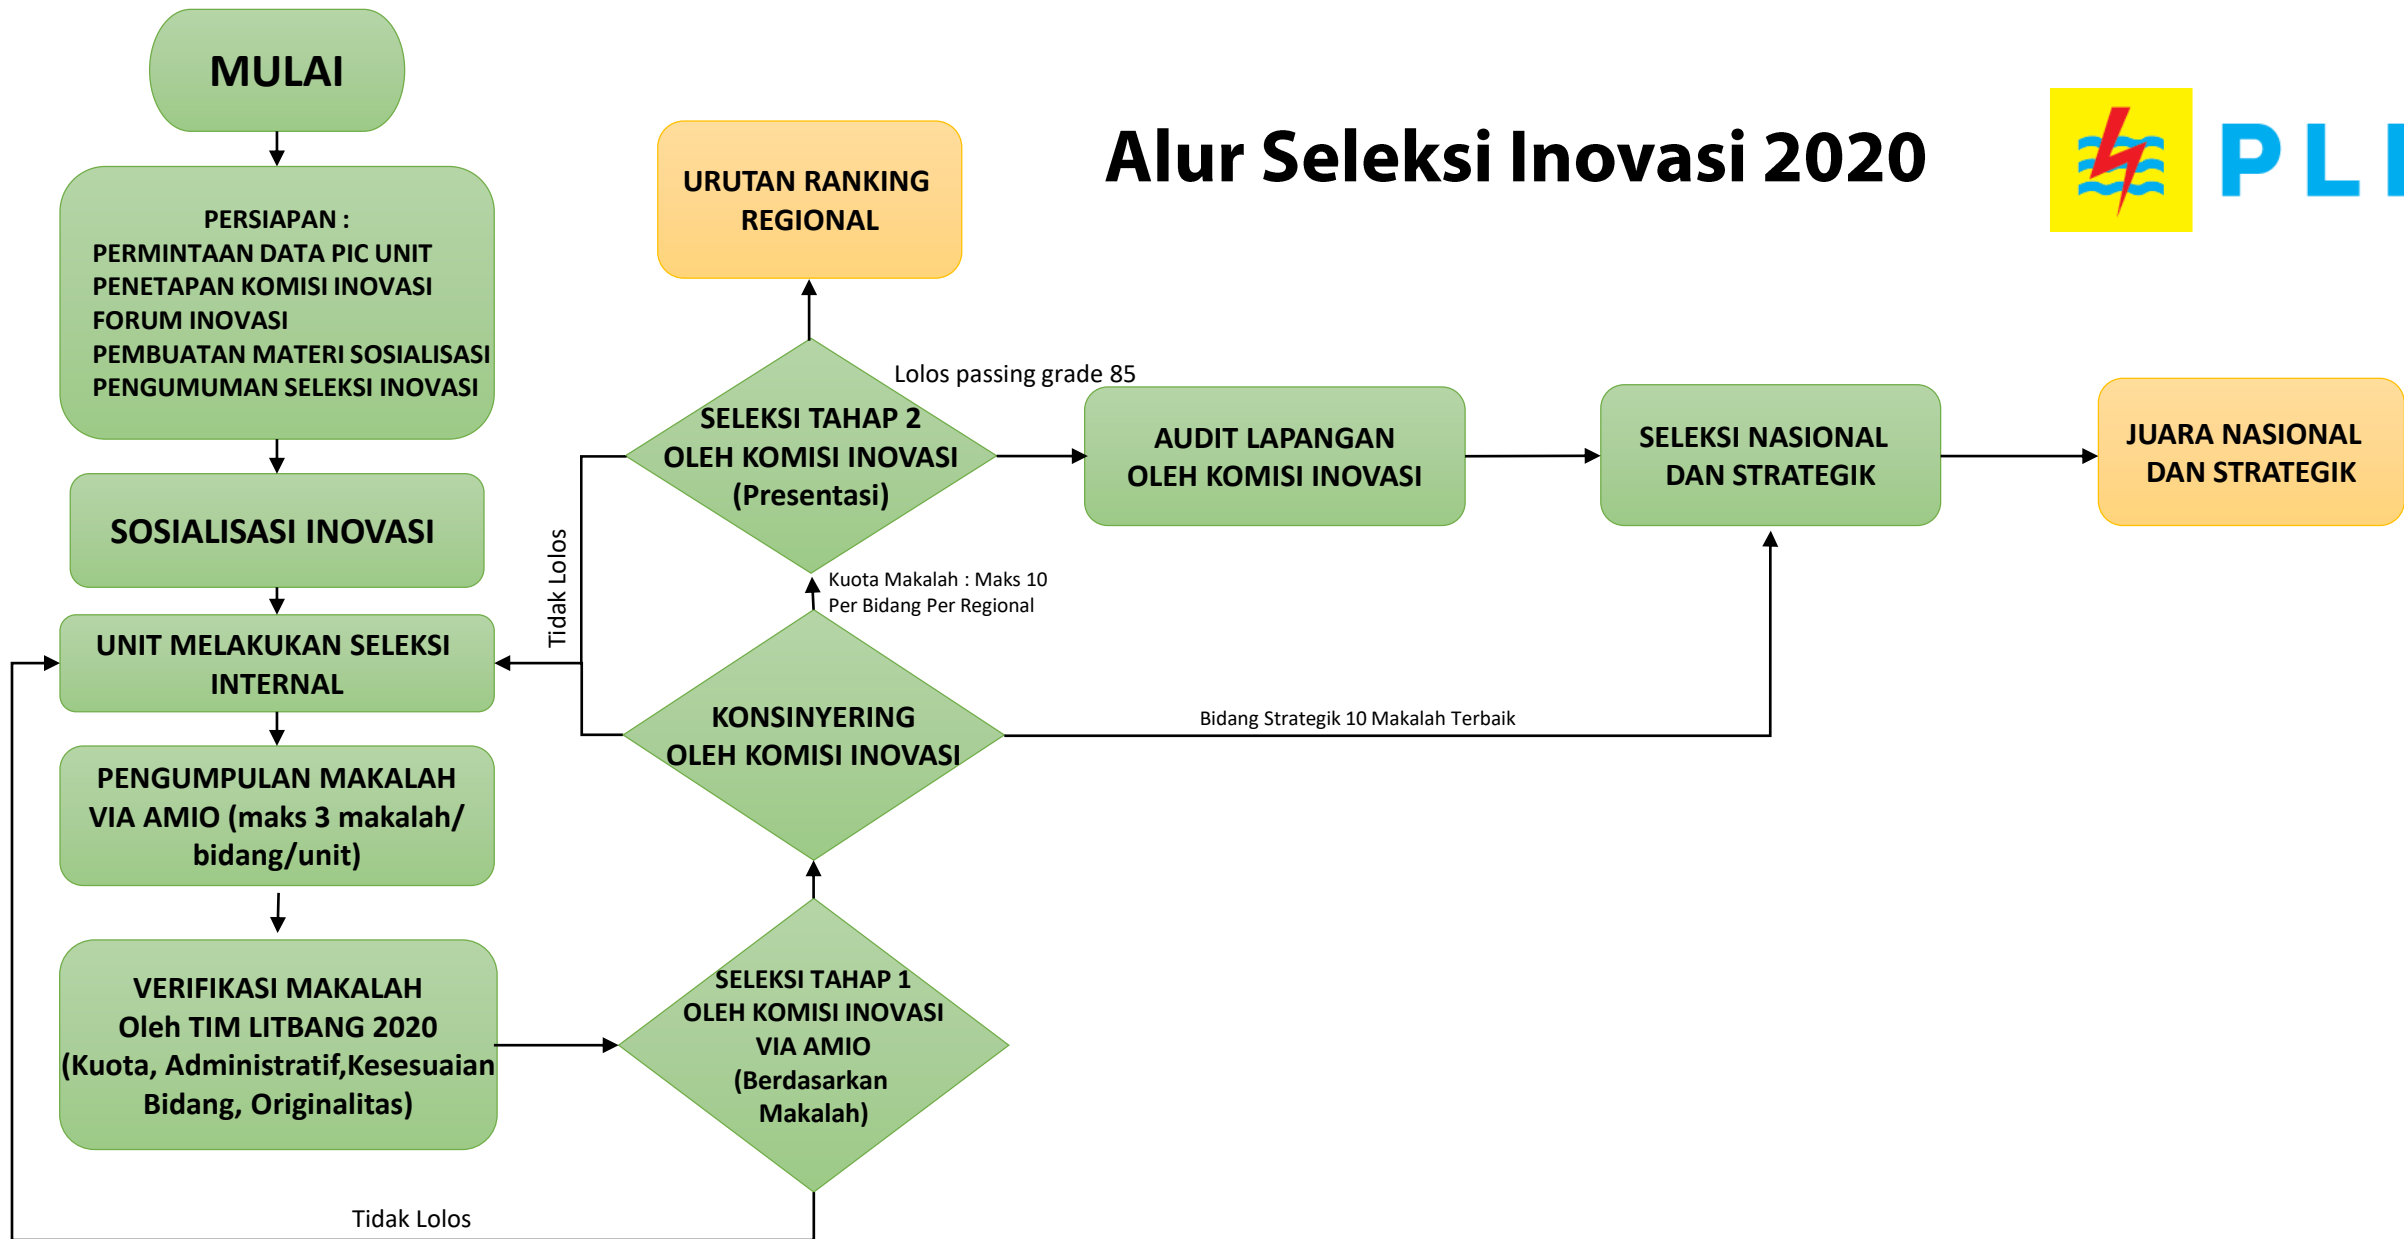 MULAI
PERSIAPAN :
PERMINTAAN DATA PIC UNIT
PENETAPAN KOMISI INOVASI
FORUM INOVASI
PEMBUATAN MATERI SOSIALISASI
PENGUMUMAN SELEKSI INOVASI
SOSIALISASI INOVASI
UNIT MELAKUKAN SELEKSI
INTERNAL
PENGUMPULAN MAKALAH
VIA AMIO (maks 3 makalah/
bidang/unit)
VERIFIKASI MAKALAH
Oleh TIM LITBANG 2020
(Kuota, Administratif,Kesesuaian
Bidang, Originalitas)
Tidak Lolos
SELEKSI TAHAP 1
OLEH KOMISI INOVASI
VIA AMIO
(Berdasarkan
Makalah)
KONSINYERING
OLEH KOMISI INOVASI
Tidak Lolos
Kuota Makalah : Maks 10
Per Bidang Per Regional
Bidang Strategik 10 Makalah Terbaik
SELEKSI TAHAP 2
OLEH KOMISI INOVASI
(Presentasi)
Lolos passing grade 85
URUTAN RANKING
REGIONAL
Alur Seleksi Inovasi 2020
PL
AUDIT LAPANGAN
OLEH KOMISI INOVASI
SELEKSI NASIONAL
DAN STRATEGIK
JUARA NASIONAL
DAN STRATEGIK